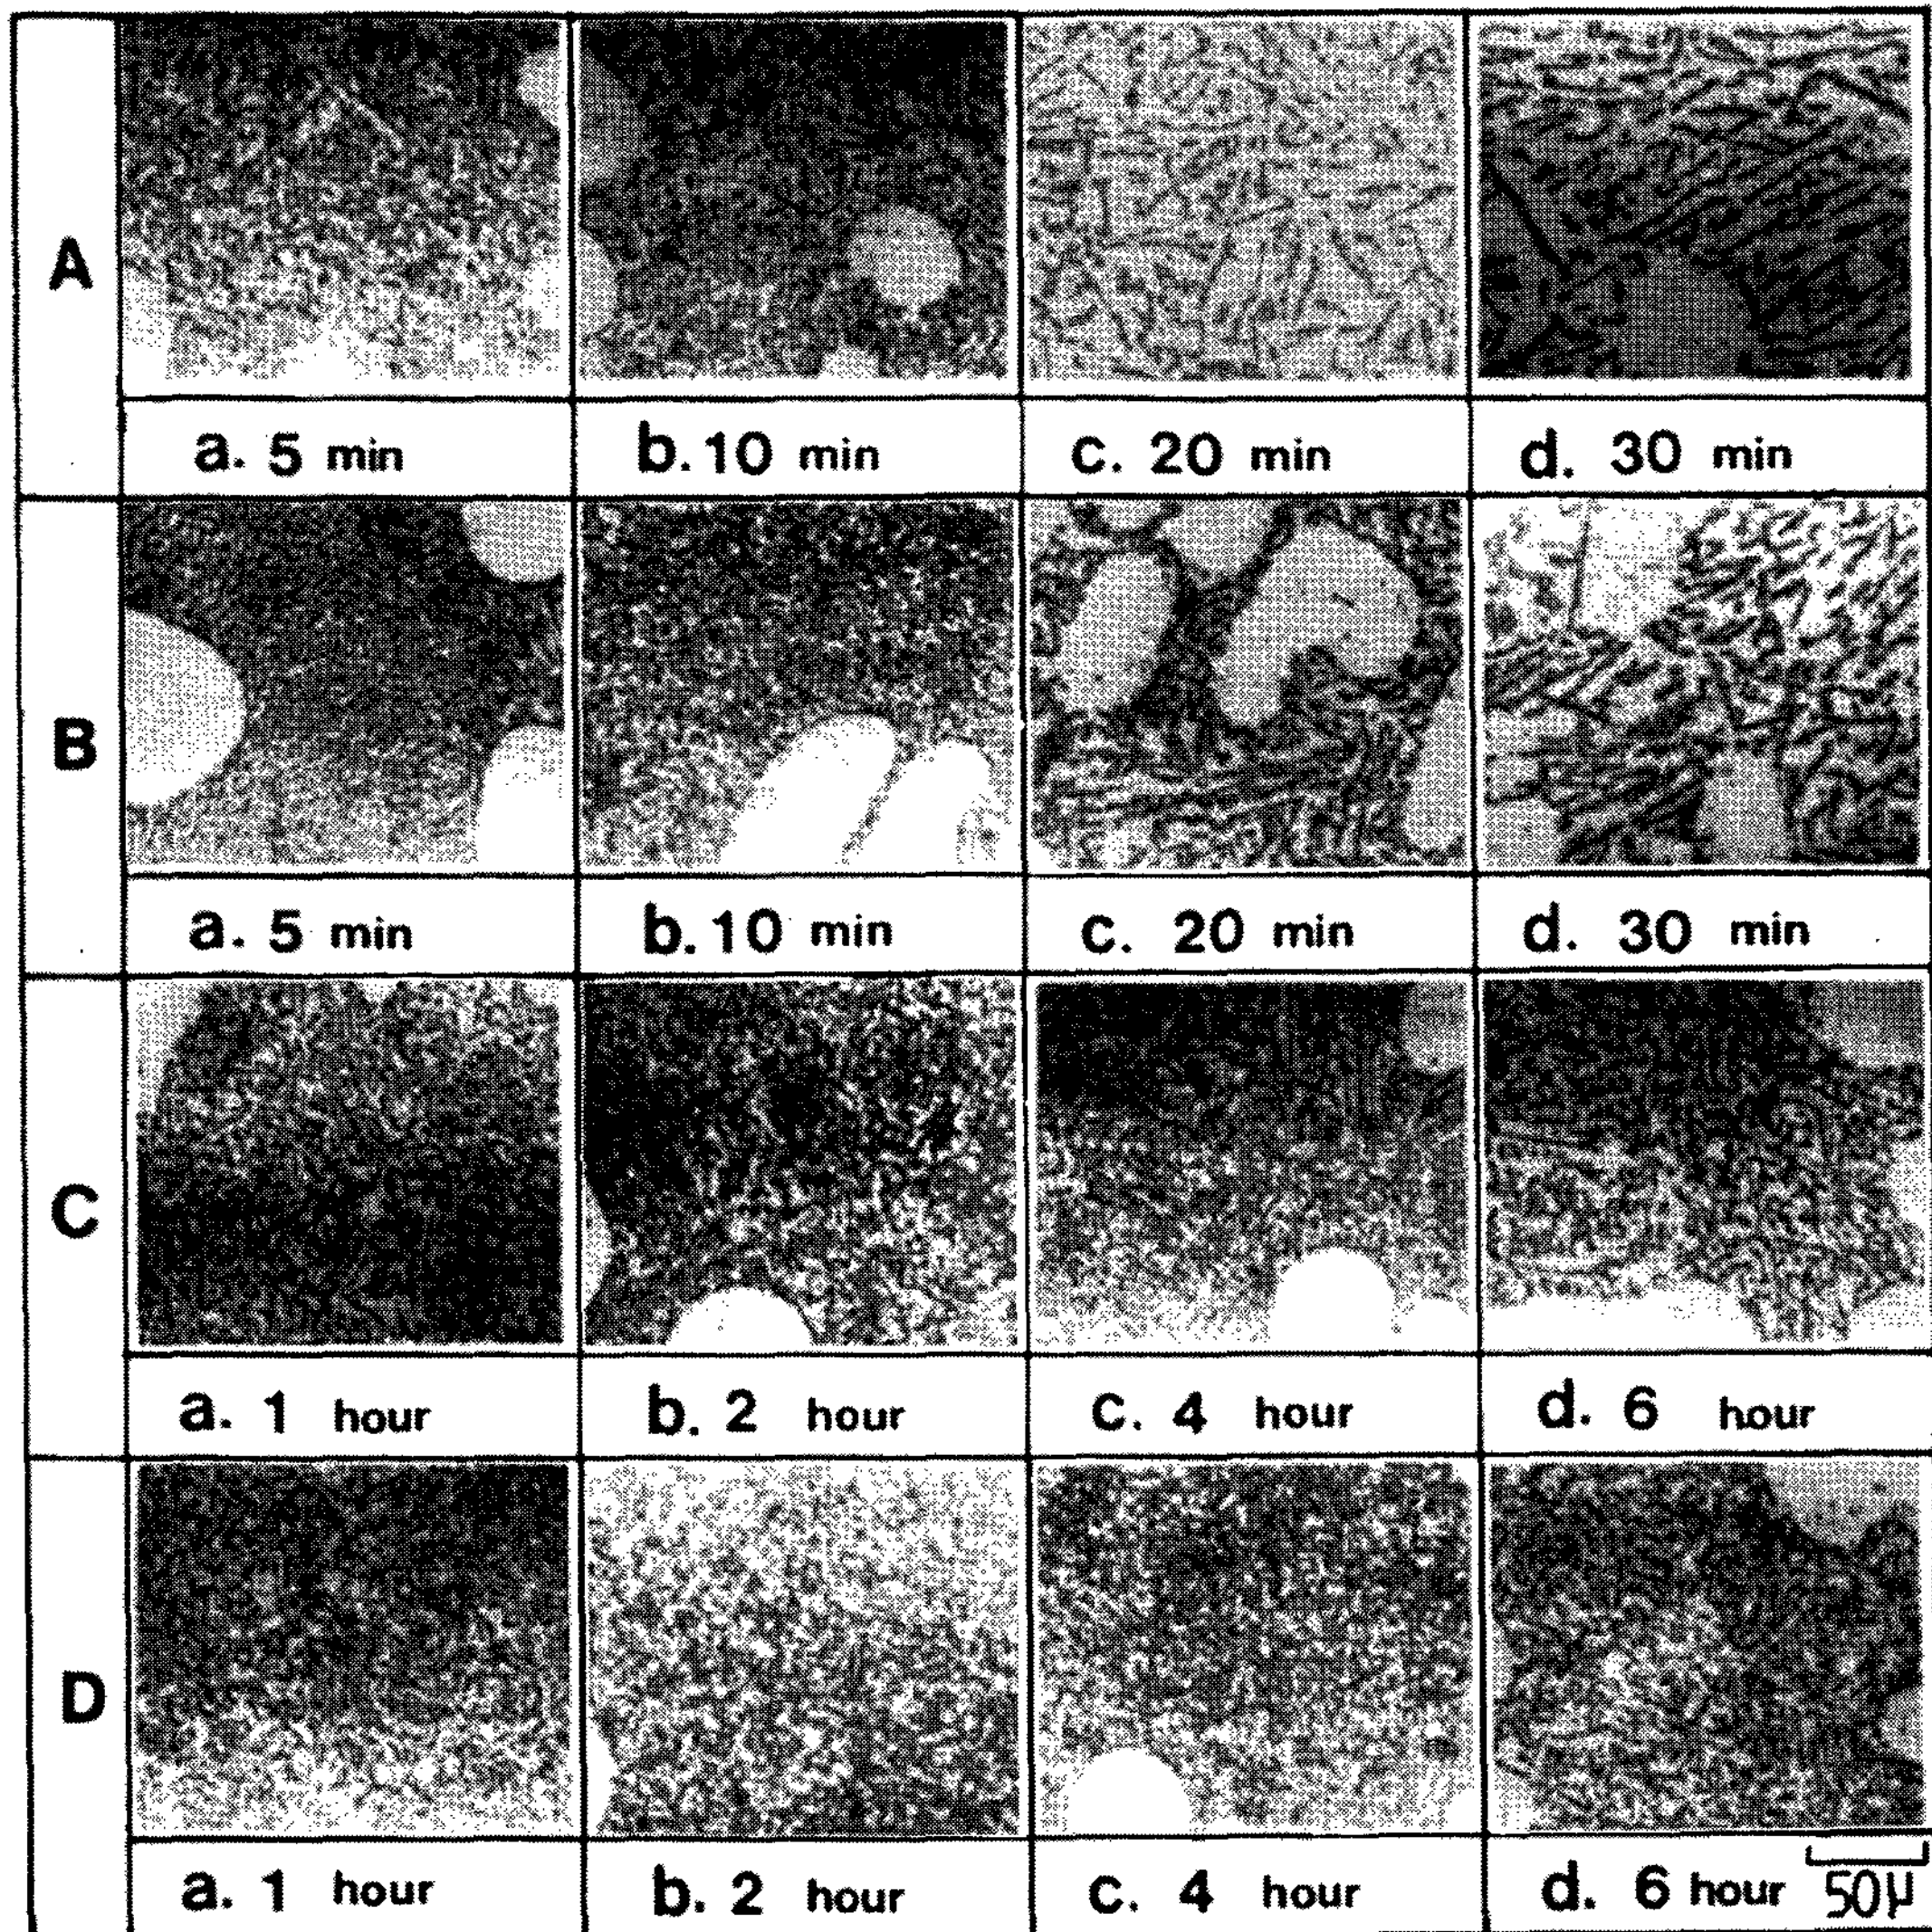 A
a. 5 min b. 10 min c. 20 min d. 30 min
B
a. 5 min b. 10 min c. 20 min d. 30 min
C
a. 1 hour b. 2 hour c. 4 hour d. 6 hour
D
a. 1 hour b. 2 hour c. 4 hour d. 6 hour 50μ